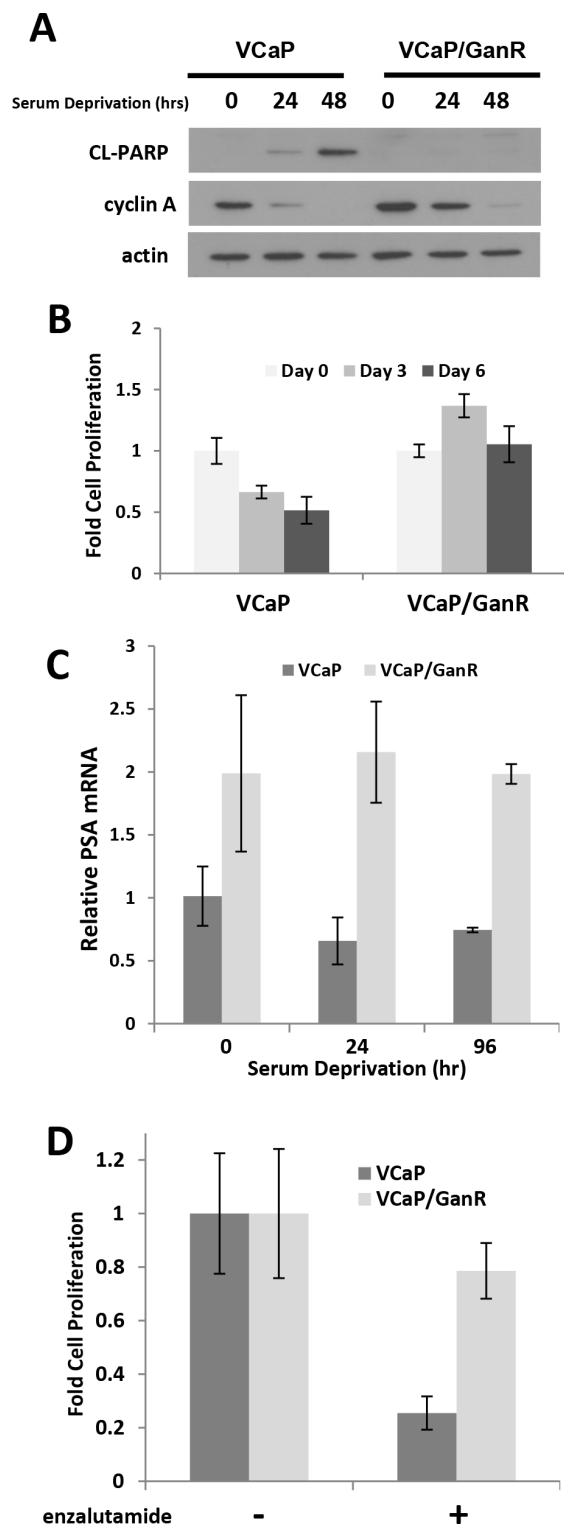 A
VCaP VCaP/GanR
Serum Deprivation (hrs) 0 24 48 0 24 48
CL-PARP
cyclin A
actin
B
2
1.5
1
0.5
0
Fold Cell Proliferation
Day 0 Day 3 Day 6
VCaP VCaP/GanR
C
3
2.5
2
1.5
1
0.5
0
Relative PSA mRNA
VCaP VCaP/GanR
0 24 96
Serum Deprivation (hr)
D
1.2
1
0.8
0.6
0.4
0.2
0
Fold Cell Proliferation
VCaP
VCaP/GanR
enzalutamide - +